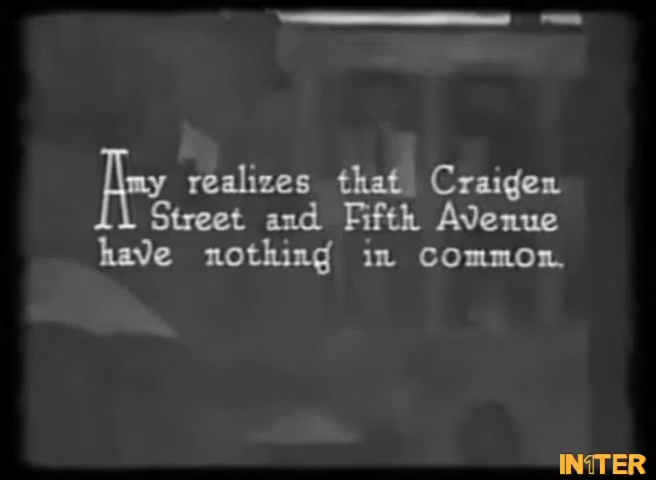 Amy realizes that Craigen
Street and Fifth Avenue
have nothing in common.
IN1TER